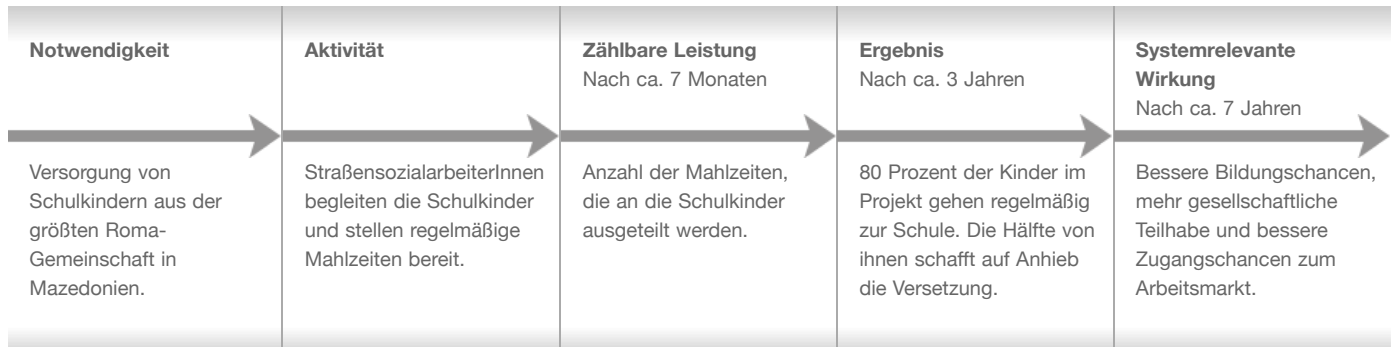 Notwendigkeit
Versorgung von
Schulkindern aus der
größten Roma-
Gemeinschaft in
Mazedonien.
Aktivität
StraßensozialarbeiterInnen
begleiten die Schulkinder
und stellen regelmäßige
Mahlzeiten bereit.
Zählbare Leistung
Nach ca. 7 Monaten
Anzahl der Mahlzeiten,
die an die Schulkinder
ausgeteilt werden.
Ergebnis
Nach ca. 3 Jahren
80 Prozent der Kinder im
Projekt gehen regelmäßig
zur Schule. Die Hälfte von
ihnen schafft auf Anhieb
die Versetzung.
Systemrelevante
Wirkung
Nach ca. 7 Jahren
Bessere Bildungschancen,
mehr gesellschaftliche
Teilhabe und bessere
Zugangschancen zum
Arbeitsmarkt.